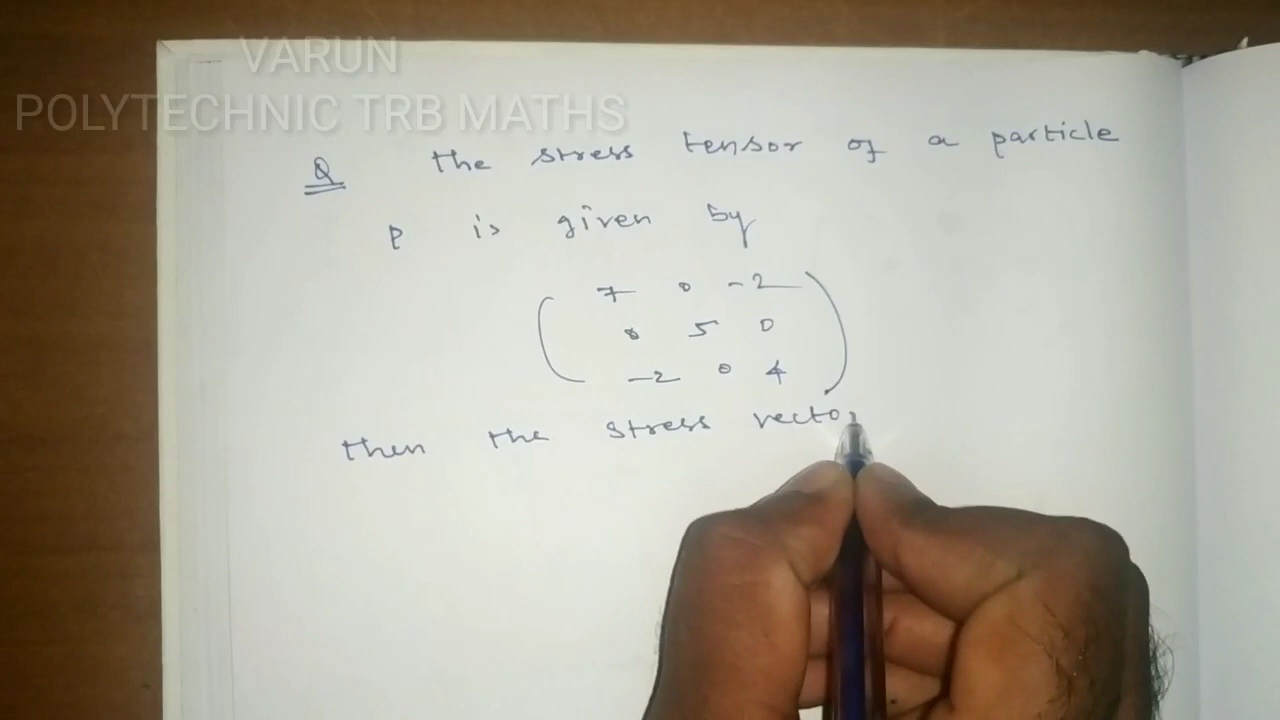 VARUN
POLYTECHNIC TRB MATHS
Q the stress tensor of a particle
P is given by
7 0 -2
0 5 0
-2 0 4
then the stress vector